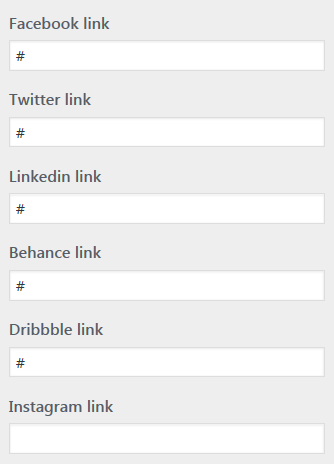 Facebook link
#
Twitter link
#
Linkedin link
#
Behance link
#
Dribbble link
#
Instagram link